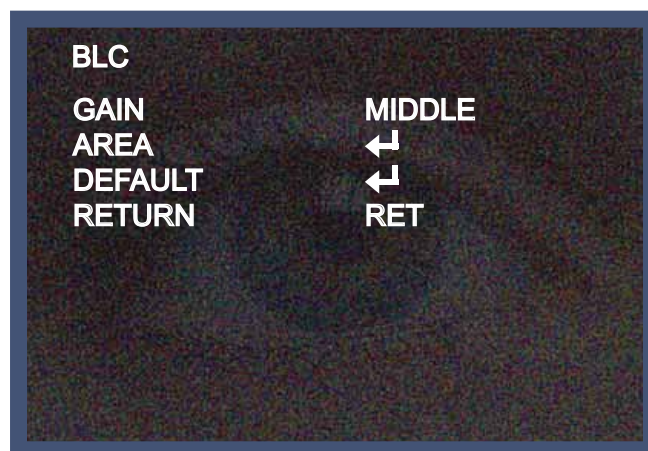 BLC
GAIN MIDDLE
AREA ↵
DEFAULT ↵
RETURN RET